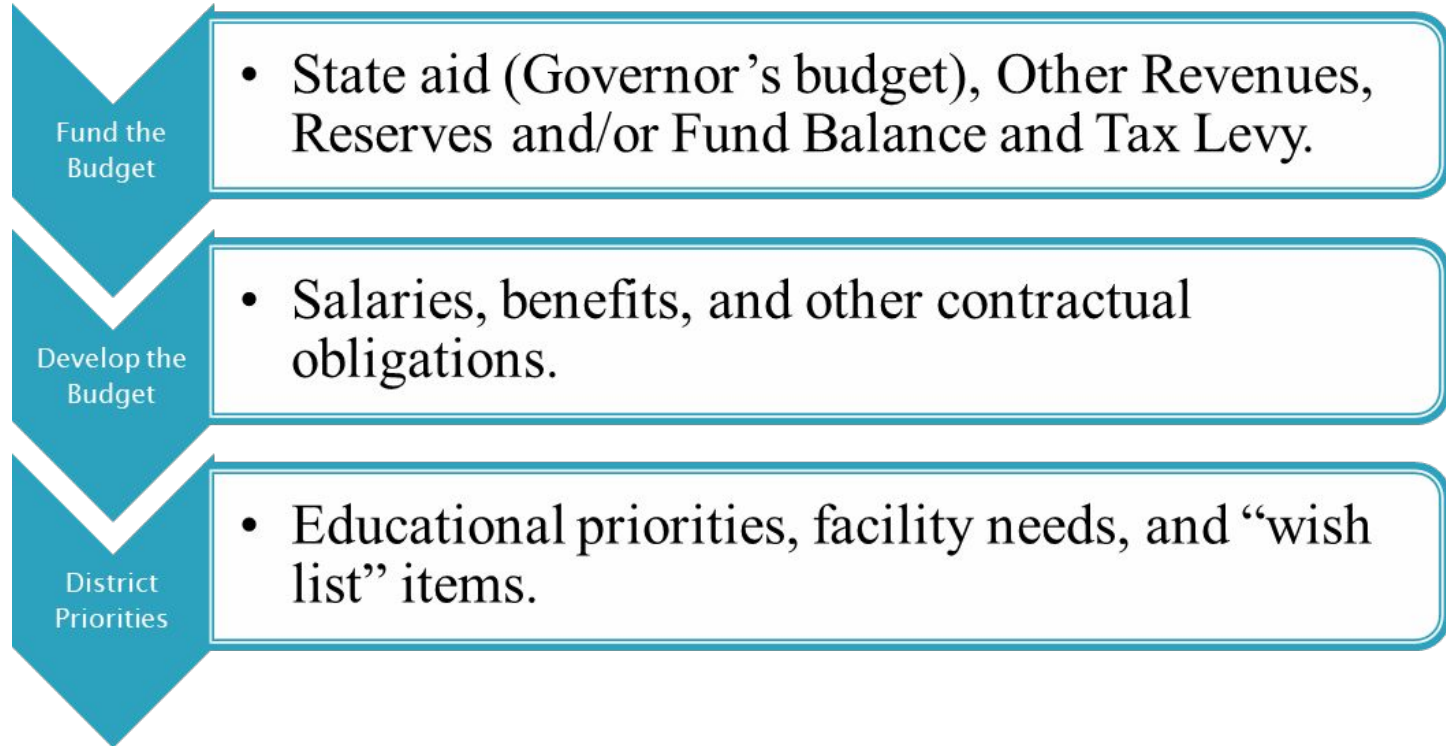 Fund the
Budget
• State aid (Governor’s budget), Other Revenues,
Reserves and/or Fund Balance and Tax Levy.
Develop the
Budget
• Salaries, benefits, and other contractual
obligations.
District
Priorities
• Educational priorities, facility needs, and “wish
list” items.